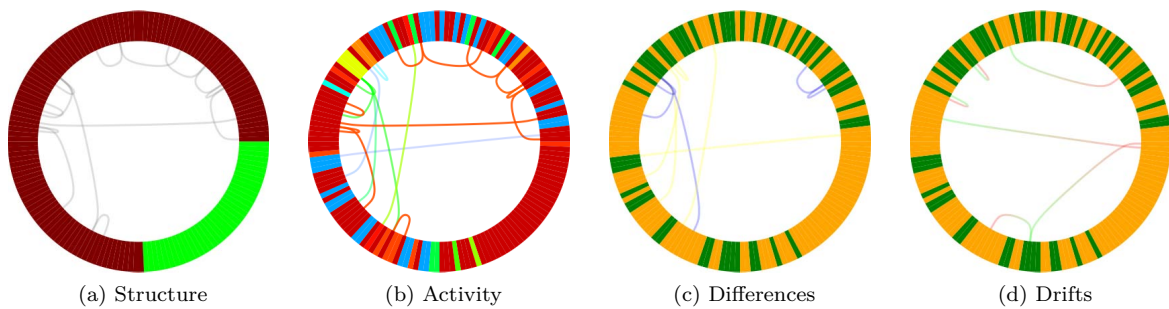 (a) Structure
(b) Activity
(c) Differences
(d) Drifts